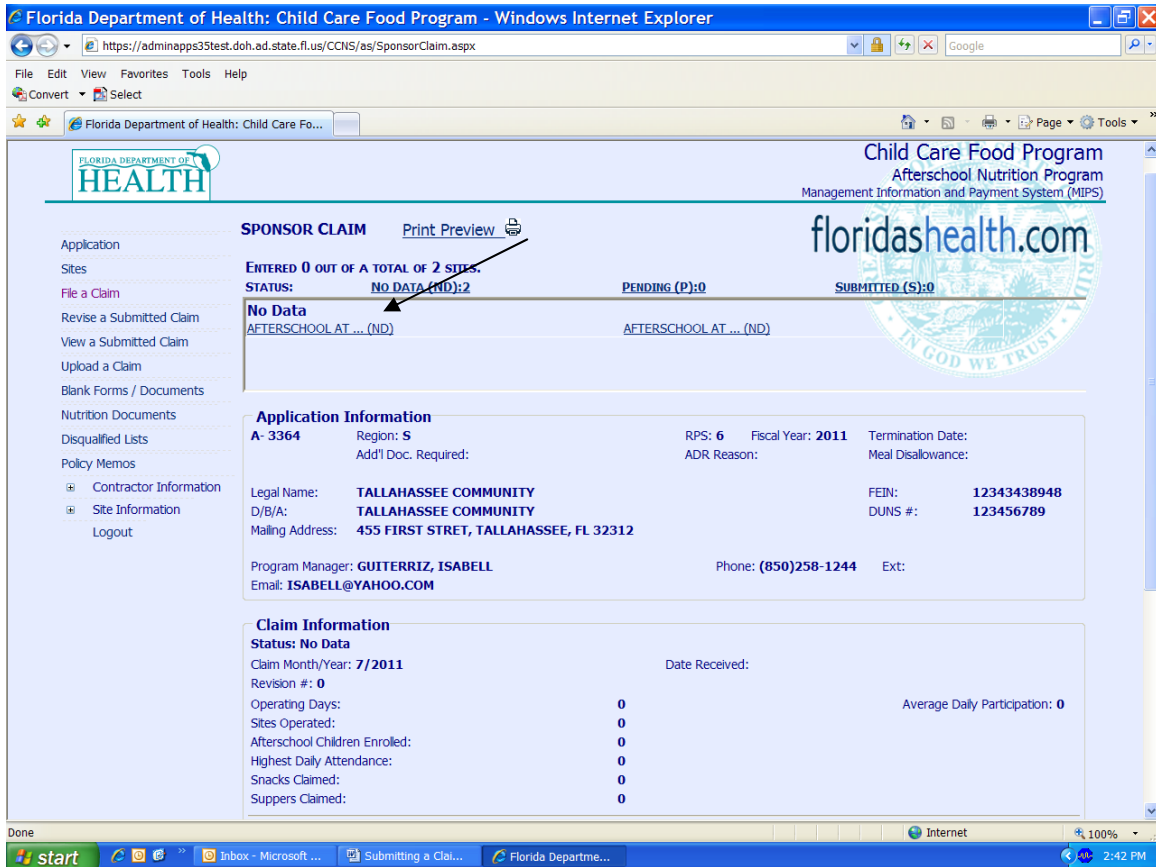 Florida Department of Health: Child Care Food Program - Windows Internet Explorer
https://adminapps35test.doh.ad.state.fl.us/CCNS/as/SponsorClaim.aspx
Google
File Edit View Favorites Tools Help
Convert Select
Florida Department of Health: Child Care Fo...
Page Tools »
FLORIDA DEPARTMENT OF
HEALTH
Child Care Food Program
Afterschool Nutrition Program
Management Information and Payment System (MIPS)
floridashealth.com
IN GOD WE TRUST
Application
Sites
File a Claim
Revise a Submitted Claim
View a Submitted Claim
Upload a Claim
Blank Forms / Documents
Nutrition Documents
Disqualified Lists
Policy Memos
Contractor Information
Site Information
Logout
SPONSOR CLAIM Print Preview
ENTERED 0 OUT OF A TOTAL OF 2 SITES.
STATUS: NO DATA (ND):2 PENDING (P):0 SUBMITTED (S):0
No Data
AFTERSCHOOL AT ... (ND) AFTERSCHOOL AT ... (ND)
Application Information
A- 3364 Region: S RPS: 6 Fiscal Year: 2011 Termination Date:
Add'l Doc. Required: ADR Reason: Meal Disallowance:
Legal Name: TALLAHASSEE COMMUNITY FEIN: 12343438948
D/B/A: TALLAHASSEE COMMUNITY DUNS #: 123456789
Mailing Address: 455 FIRST STRET, TALLAHASSEE, FL 32312
Program Manager: GUITERRIZ, ISABELL Phone: (850)258-1244 Ext:
Email: ISABELL@YAHOO.COM
Claim Information
Status: No Data
Claim Month/Year: 7/2011 Date Received:
Revision #: 0
Operating Days: 0 Average Daily Participation: 0
Sites Operated: 0
Afterschool Children Enrolled: 0
Highest Daily Attendance: 0
Snacks Claimed: 0
Suppers Claimed: 0
Done Internet 100%
start » Inbox - Microsoft ... Submitting a Clai... Florida Departme... 2:42 PM